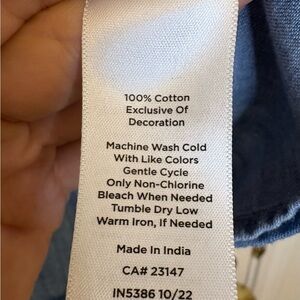 100% Cotton
Exclusive Of
Decoration
Machine Wash Cold
With Like Colors
Gentle Cycle
Only Non-Chlorine
Bleach When Needed
Tumble Dry Low
Warm Iron, If Needed
Made In India
CA# 23147
IN5386 10/22